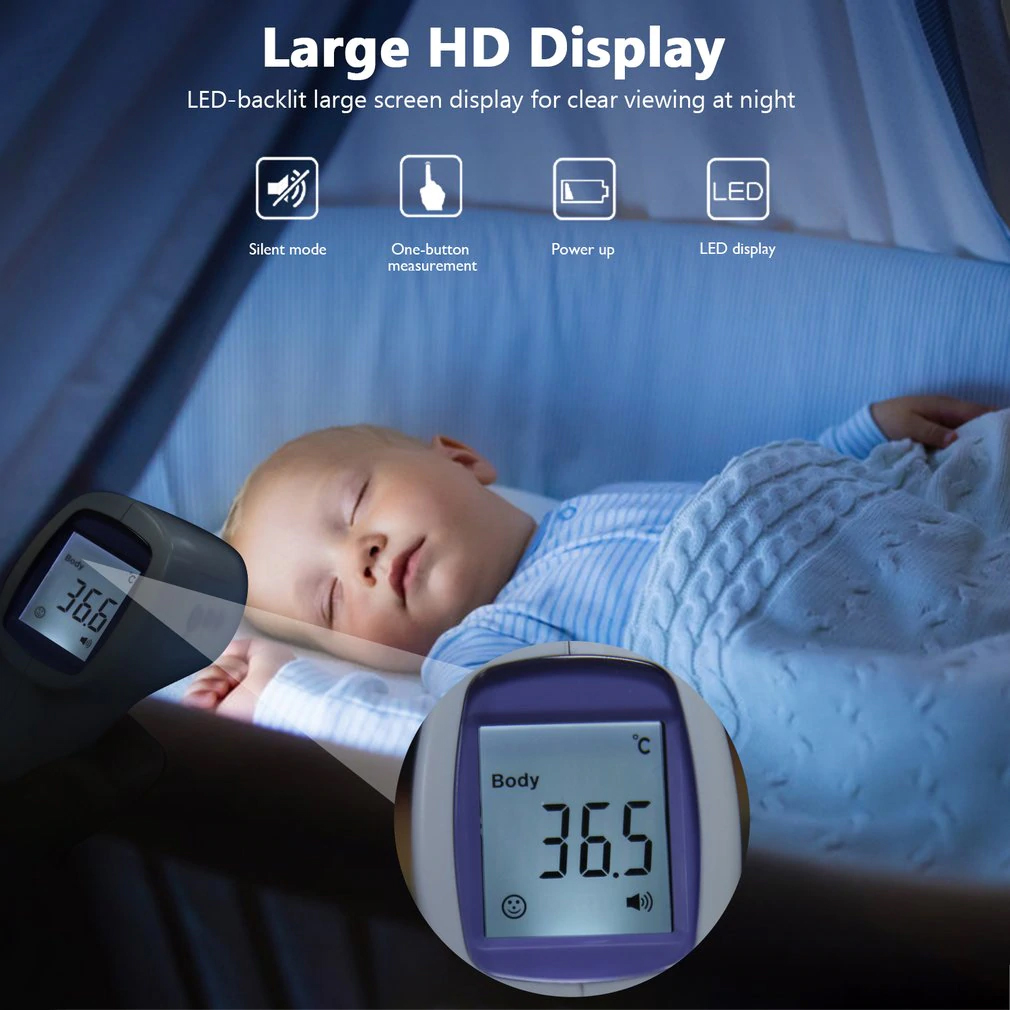 Large HD Display
LED-backlit large screen display for clear viewing at night
LED
Silent mode
One-button
measurement
Power up
LED display
Body
°C
36.6
°C
Body
36.5